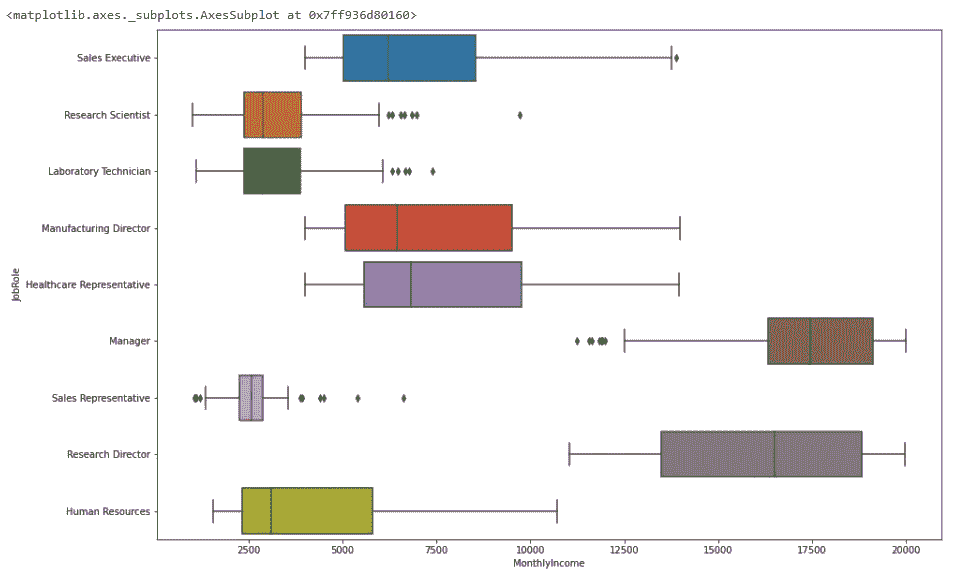 <matplotlib.axes._subplots.AxesSubplot at 0x7ff936d80160>
Sales Executive
Research Scientist
Laboratory Technician
Manufacturing Director
Healthcare Representative
Manager
Sales Representative
Research Director
Human Resources
JobRole
2500 5000 7500 10000 12500 15000 17500 20000
MonthlyIncome